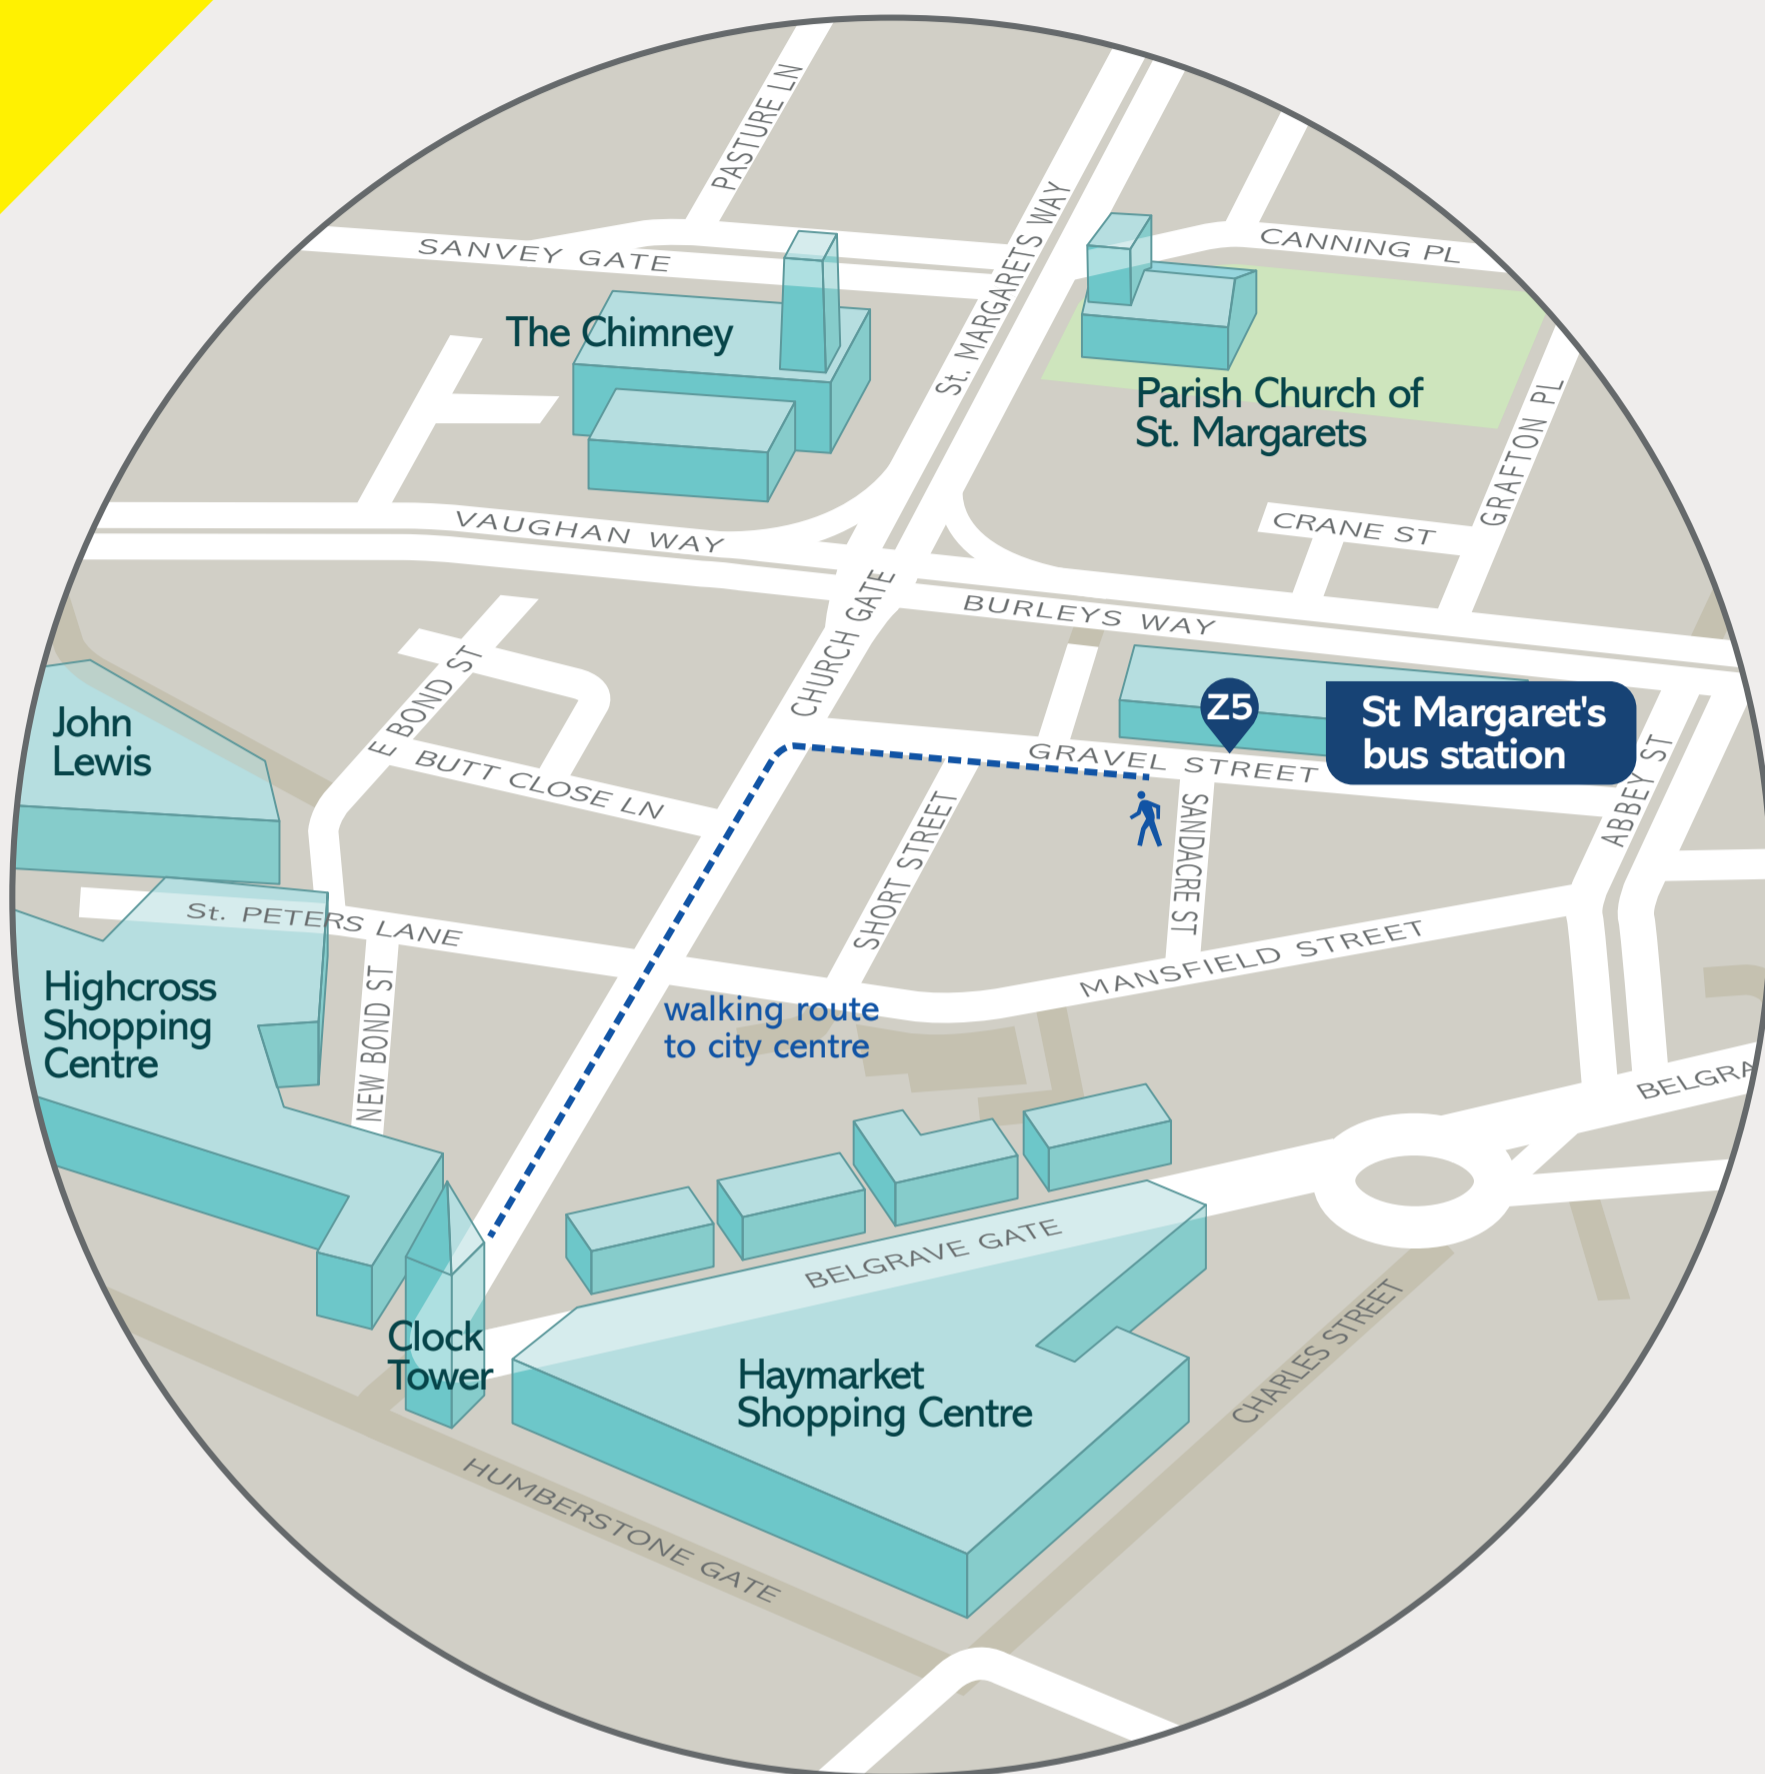 PASTURE LN
St. MARGARETS WAY
SANVEY GATE
CANNING PL
The Chimney
Parish Church of
St. Margarets
GRAFTON PL
VAUGHAN WAY
CRANE ST
CHURCH GATE
BURLEYS WAY
E BOND ST
John
Lewis
Z5
St Margaret's
bus station
BUTT CLOSE LN
GRAVEL STREET
ABBEY ST
SHORT STREET
SANDACRE ST
St. PETERS LANE
MANSFIELD STREET
Highcross
Shopping
Centre
NEW BOND ST
walking route
to city centre
BELGRA
BELGRAVE GATE
Clock
Tower
Haymarket
Shopping Centre
CHARLES STREET
HUMBERSTONE GATE